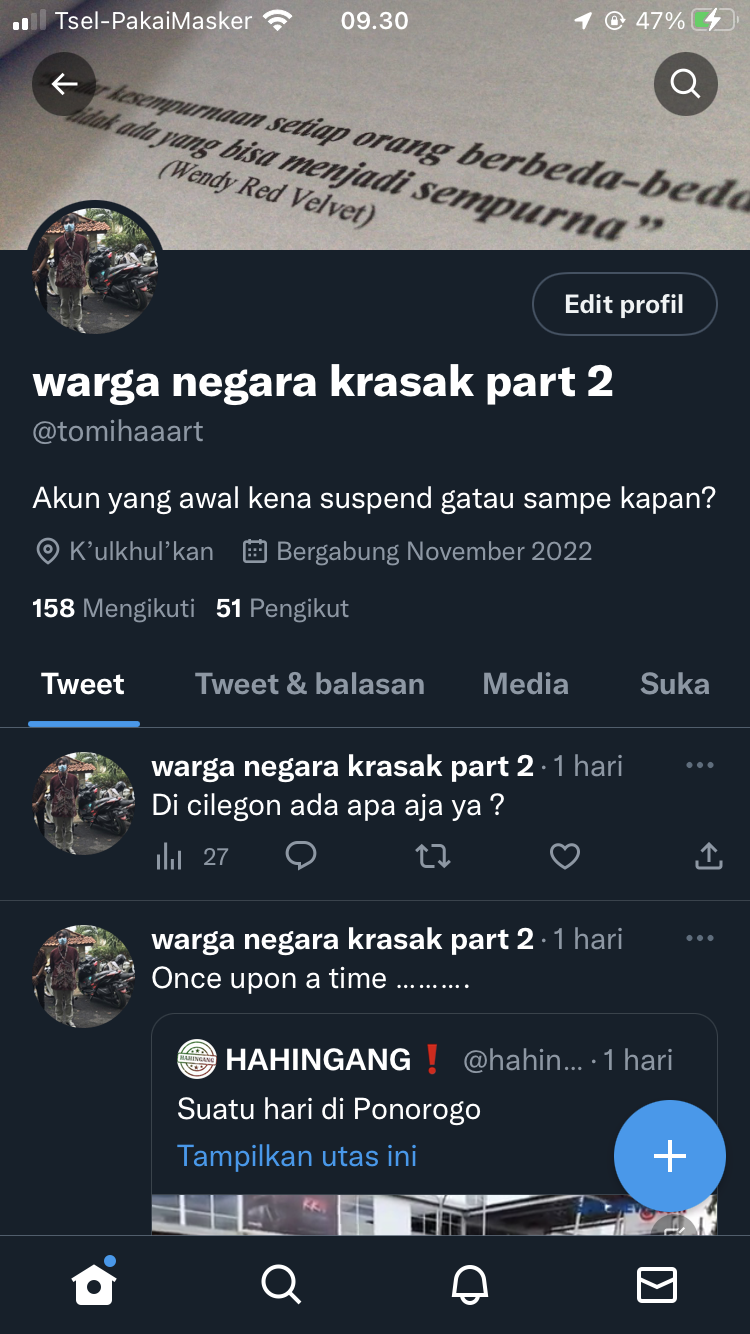 Tsel-PakaiMasker 09.30 47%
kesempurnaan setiap orang berbeda-beda
tidak ada yang bisa menjadi sempurna”
(Wendy Red Velvet)
Edit profil
warga negara krasak part 2
@tomihaaart
Akun yang awal kena suspend gatau sampe kapan?
K’ulkhul’kan Bergabung November 2022
158 Mengikuti 51 Pengikut
Tweet Tweet & balasan Media Suka
warga negara krasak part 2 · 1 hari
Di cilegon ada apa aja ya ?
27
warga negara krasak part 2 · 1 hari
Once upon a time ..........
HAHINGANG
HAHINGANG❗ @hahin... · 1 hari
Suatu hari di Ponorogo
Tampilkan utas ini